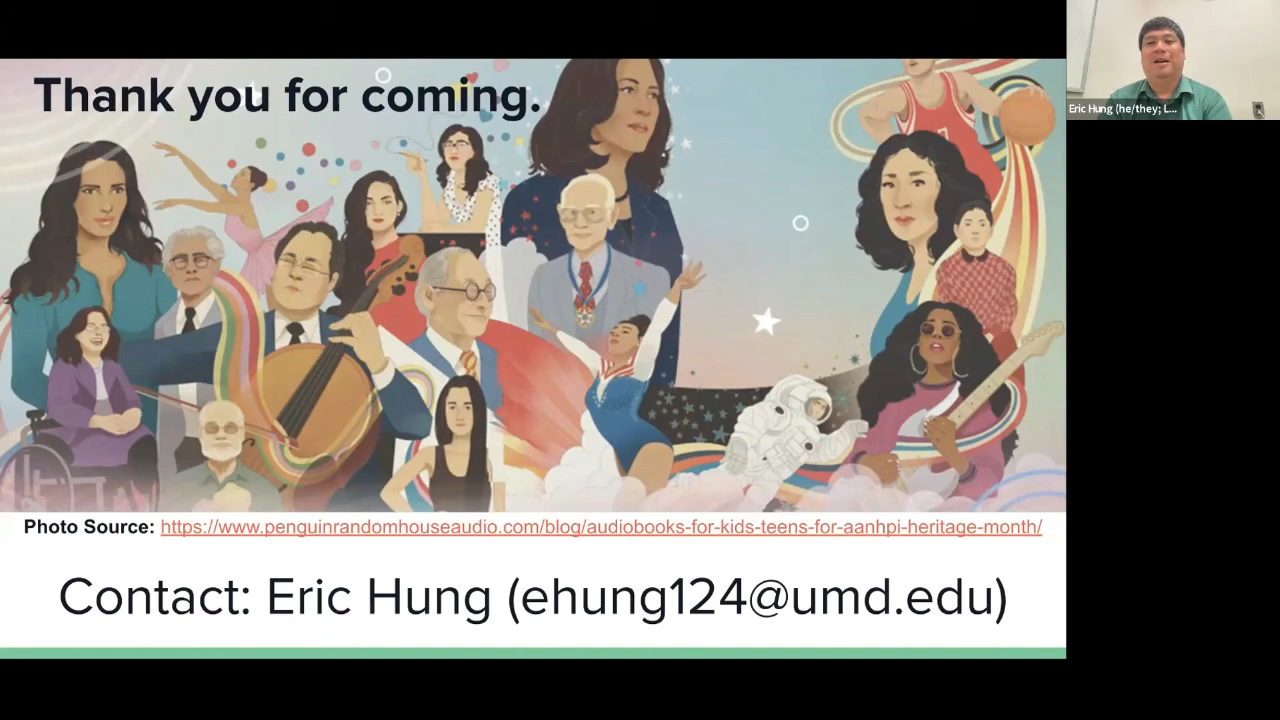 Thank you for coming.
Eric Hung (he/they; L...
Photo Source: https://www.penguinrandomhouseaudio.com/blog/audiobooks-for-kids-teens-for-aanhpi-heritage-month/
Contact: Eric Hung (ehung124@umd.edu)